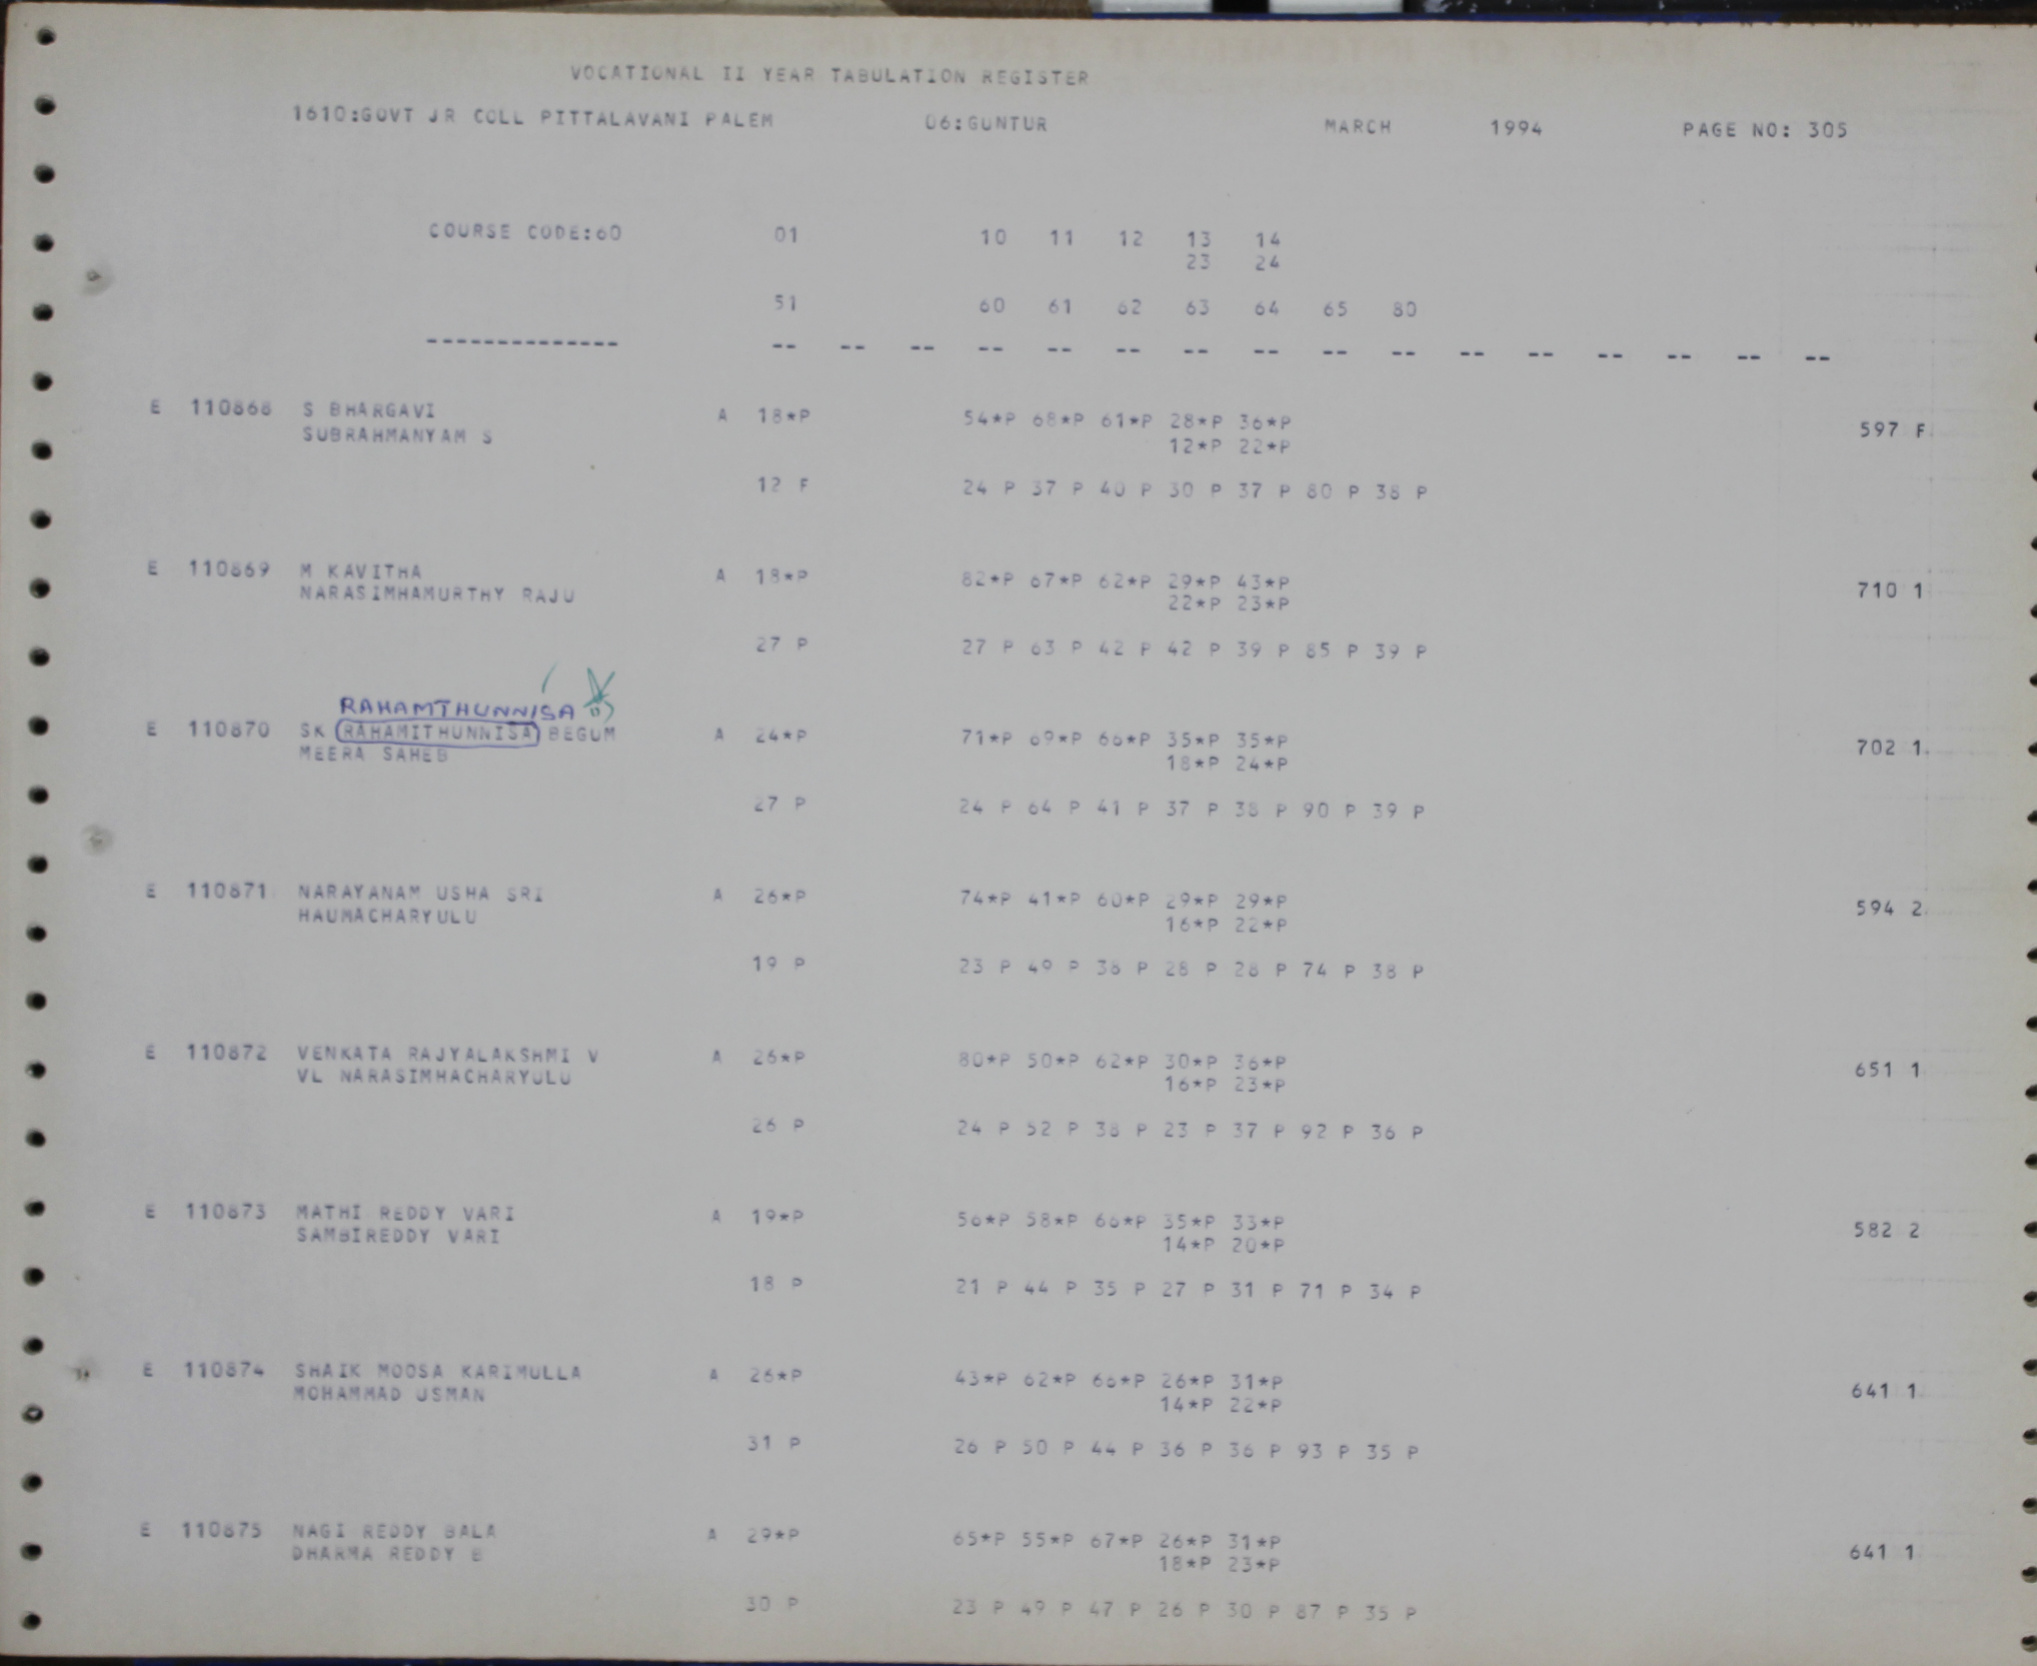 VOCATIONAL II YEAR TABULATION REGISTER
1610:GOVT JR COLL PITTALAVANI PALEM 06:GUNTUR MARCH 1994 PAGE NO: 305
COURSE CODE:60 01 10 11 12 13 14
23 24
51 60 61 62 63 64 65 80
-------------- -- -- -- -- -- -- -- -- -- -- -- -- -- -- -- --
E 110868 S BHARGAVI A 18*P 54*P 68*P 61*P 28*P 36*P
SUBRAHMANYAM S 12*P 22*P 597 F
12 F 24 P 37 P 40 P 30 P 37 P 80 P 38 P
E 110869 M KAVITHA A 18*P 82*P 67*P 62*P 29*P 43*P
NARASIMHAMURTHY RAJU 22*P 23*P 710 1
27 P 27 P 63 P 42 P 42 P 39 P 85 P 39 P
RAHAMTHUNNISA
E 110870 SK RAHAMITHUNNISA BEGUM A 24*P 71*P 69*P 66*P 35*P 35*P
MEERA SAHEB 18*P 24*P 702 1
27 P 24 P 64 P 41 P 37 P 38 P 90 P 39 P
E 110871 NARAYANAM USHA SRI A 26*P 74*P 41*P 60*P 29*P 29*P
HAUMACHARYULU 16*P 22*P 594 2
19 P 23 P 49 P 38 P 28 P 28 P 74 P 38 P
E 110872 VENKATA RAJYALAKSHMI V A 26*P 80*P 50*P 62*P 30*P 36*P
VL NARASIMHACHARYULU 16*P 23*P 651 1
26 P 24 P 52 P 38 P 23 P 37 P 92 P 36 P
E 110873 MATHI REDDY VARI A 19*P 56*P 58*P 66*P 35*P 33*P
SAMBIREDDY VARI 14*P 20*P 582 2
18 P 21 P 44 P 35 P 27 P 31 P 71 P 34 P
E 110874 SHAIK MOOSA KARIMULLA A 26*P 43*P 62*P 66*P 26*P 31*P
MOHAMMAD USMAN 14*P 22*P 641 1
31 P 26 P 50 P 44 P 36 P 36 P 93 P 35 P
E 110875 NAGI REDDY BALA A 29*P 65*P 55*P 67*P 26*P 31*P
DHARMA REDDY B 18*P 23*P 641 1
30 P 23 P 49 P 47 P 26 P 30 P 87 P 35 P